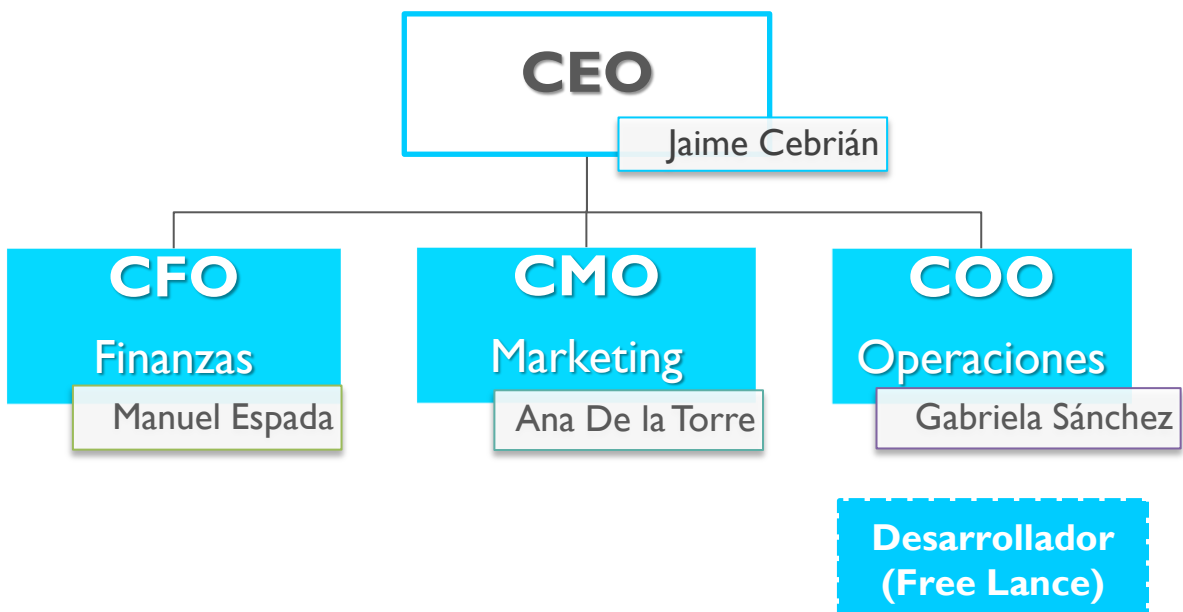 CEO
Jaime Cebrián
CFO
Finanzas
Manuel Espada
CMO
Marketing
Ana De la Torre
COO
Operaciones
Gabriela Sánchez
Desarrollador
(Free Lance)